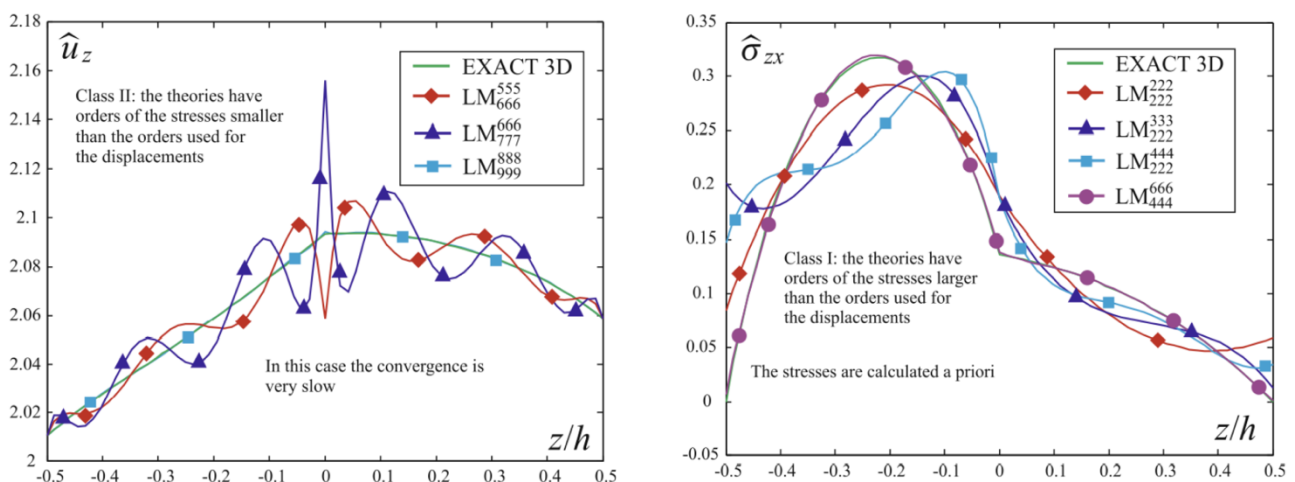 2.18
2.16
2.14
2.12
2.1
2.08
2.06
2.04
2.02
2
û_z
Class II: the theories have
orders of the stresses smaller
than the orders used for
the displacements
EXACT 3D
LM^555_666
LM^666_777
LM^888_999
In this case the convergence is
very slow
z/h
-0.5 -0.4 -0.3 -0.2 -0.1 0 0.1 0.2 0.3 0.4 0.5
0.35
0.3
0.25
0.2
0.15
0.1
0.05
0
-0.05
σ̂_zx
EXACT 3D
LM^222_222
LM^333_222
LM^444_222
LM^666_444
Class I: the theories have
orders of the stresses larger
than the orders used for
the displacements
The stresses are calculated a priori
z/h
-0.5 -0.4 -0.3 -0.2 -0.1 0 0.1 0.2 0.3 0.4 0.5